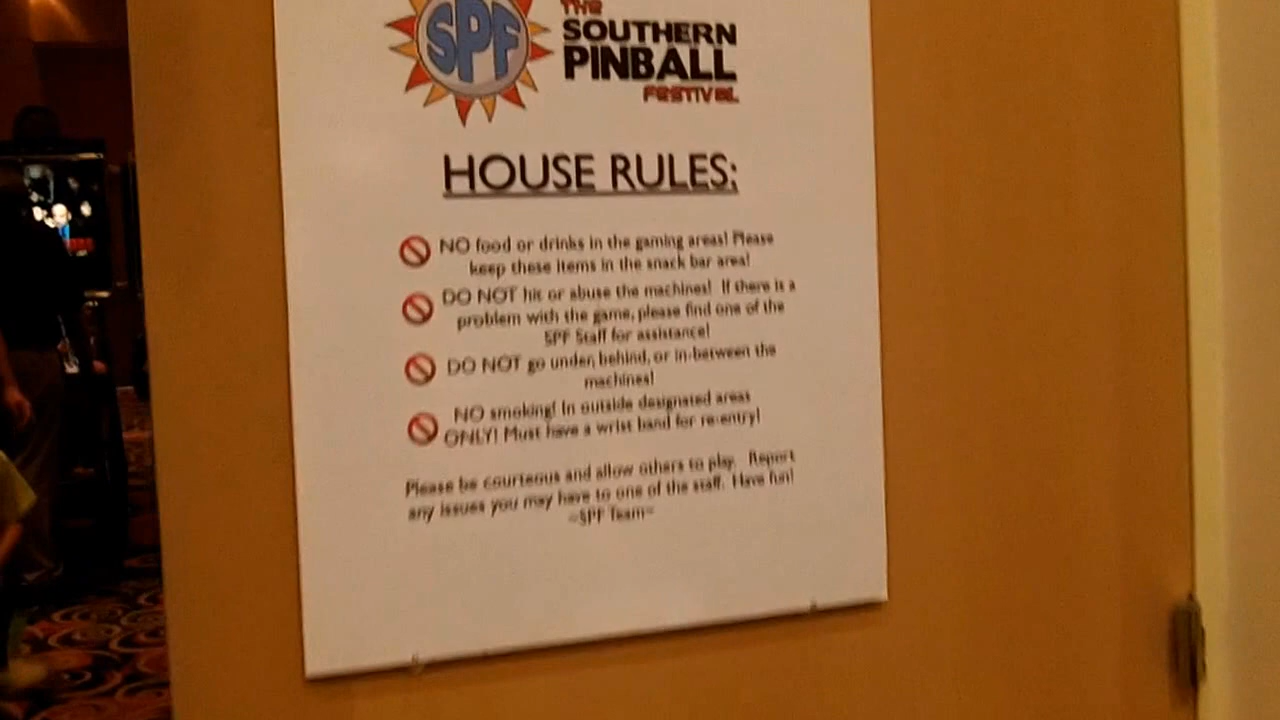 SPF
THE
SOUTHERN
PINBALL
FESTIVAL
HOUSE RULES:
NO food or drinks in the gaming areas! Please
keep these items in the snack bar area!
DO NOT hit or abuse the machines! If there is a
problem with the game, please find one of the
SPF Staff for assistance!
DO NOT go under, behind, or in-between the
machines!
NO smoking! In outside designated areas
ONLY! Must have a wrist band for re-entry!
Please be courteous and allow others to play. Report
any issues you may have to one of the staff. Have fun!
~SPF Team~